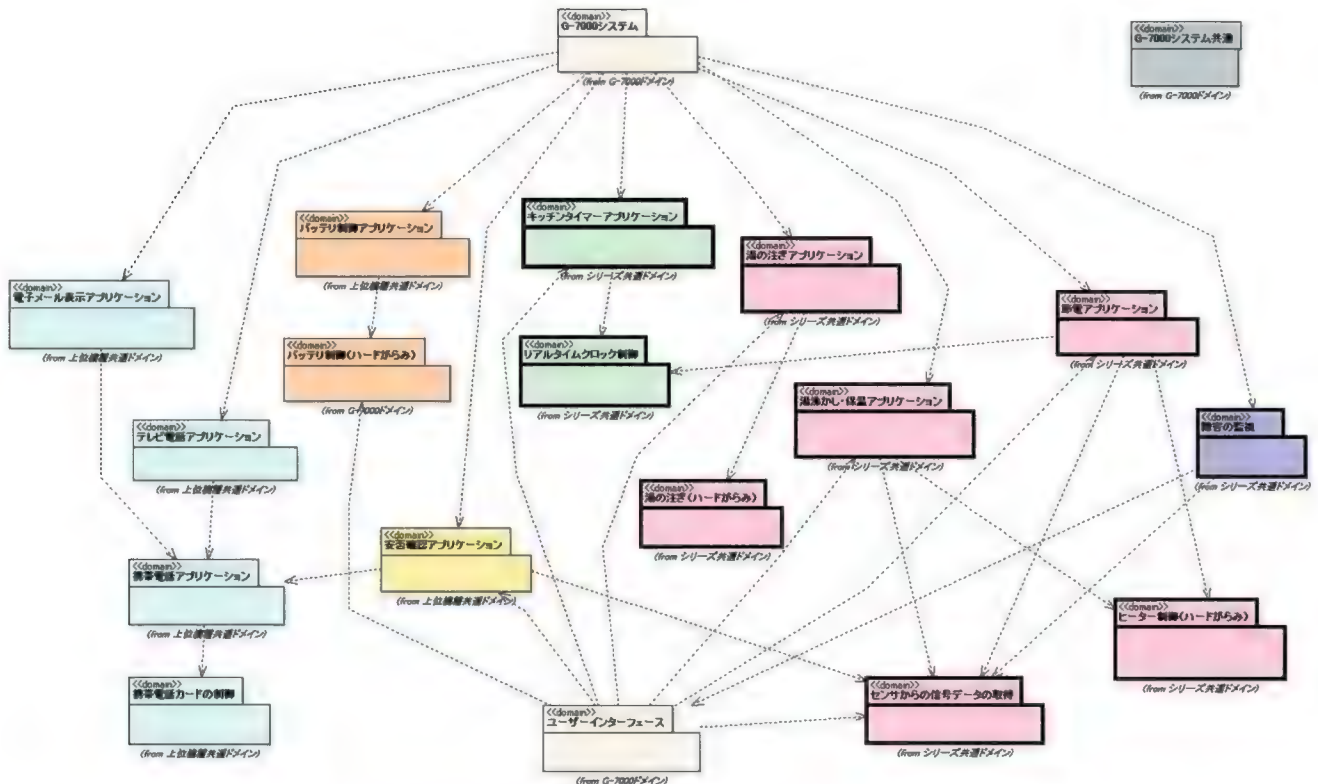 <<domain>>
G-7000システム
(from G-7000ドメイン)
<<domain>>
G-7000システム共通
(from G-7000ドメイン)
<<domain>>
バッテリ制御アプリケーション
(from 上位機種共通ドメイン)
<<domain>>
キッチンタイマーアプリケーション
(from シリーズ共通ドメイン)
<<domain>>
湯の注ぎアプリケーション
(from シリーズ共通ドメイン)
<<domain>>
電子メール表示アプリケーション
(from 上位機種共通ドメイン)
<<domain>>
節電アプリケーション
(from シリーズ共通ドメイン)
<<domain>>
バッテリ制御(ハードがらみ)
(from G-7000ドメイン)
<<domain>>
リアルタイムクロック制御
(from シリーズ共通ドメイン)
<<domain>>
湯沸かし・保温アプリケーション
(from シリーズ共通ドメイン)
<<domain>>
障害の監視
(from シリーズ共通ドメイン)
<<domain>>
テレビ電話アプリケーション
(from 上位機種共通ドメイン)
<<domain>>
湯の注ぎ(ハードがらみ)
(from シリーズ共通ドメイン)
<<domain>>
安否確認アプリケーション
(from 上位機種共通ドメイン)
<<domain>>
携帯電話アプリケーション
(from 上位機種共通ドメイン)
<<domain>>
ヒーター制御(ハードがらみ)
(from シリーズ共通ドメイン)
<<domain>>
携帯電話カードの制御
(from 上位機種共通ドメイン)
<<domain>>
ユーザーインターフェース
(from G-7000ドメイン)
<<domain>>
センサからの信号データの取得
(from シリーズ共通ドメイン)